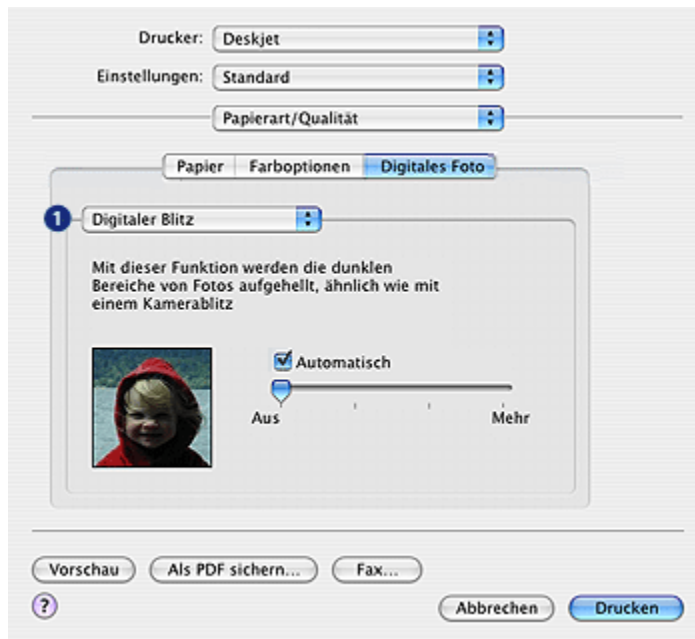 Drucker: Deskjet
Einstellungen: Standard
Papierart/Qualität
Papier Farboptionen Digitales Foto
1 Digitaler Blitz
Mit dieser Funktion werden die dunklen
Bereiche von Fotos aufgehellt, ähnlich wie mit
einem Kamerablitz
Automatisch
Aus Mehr
Vorschau Als PDF sichern... Fax...
? Abbrechen Drucken